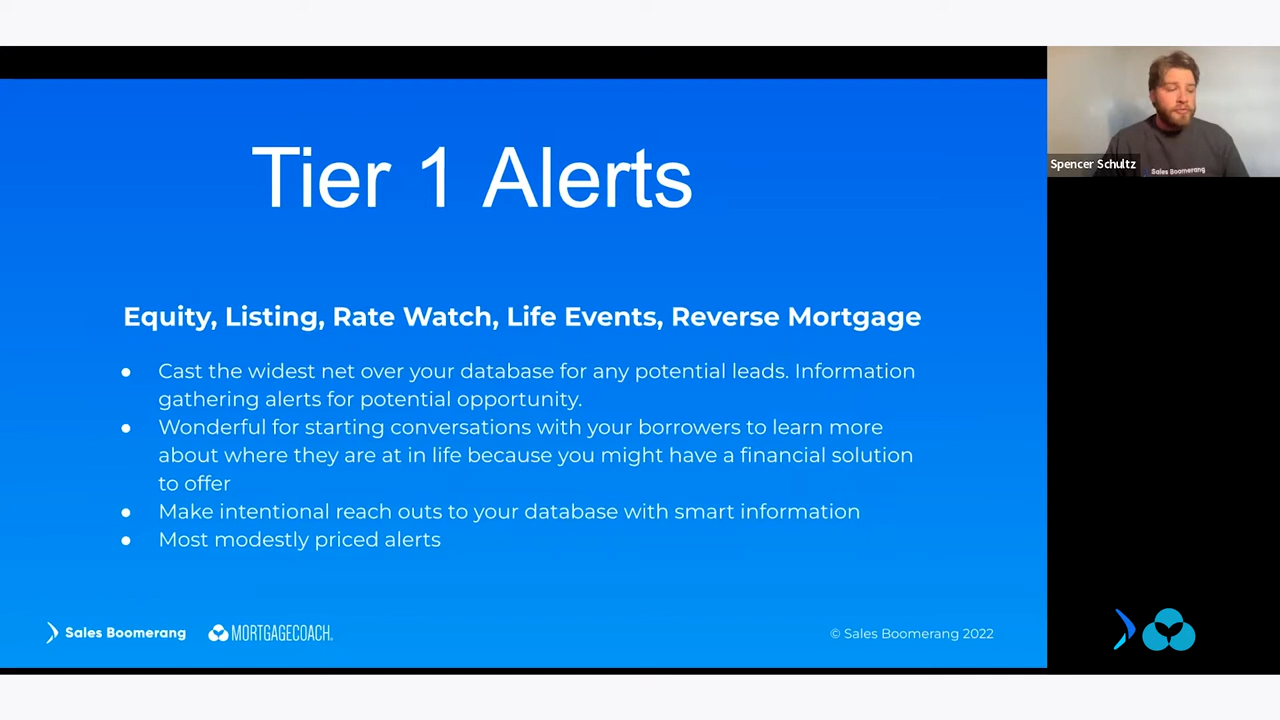 Tier 1 Alerts
Equity, Listing, Rate Watch, Life Events, Reverse Mortgage
● Cast the widest net over your database for any potential leads. Information
gathering alerts for potential opportunity.
● Wonderful for starting conversations with your borrowers to learn more
about where they are at in life because you might have a financial solution
to offer
● Make intentional reach outs to your database with smart information
● Most modestly priced alerts
Sales Boomerang
MORTGAGECOACH.
© Sales Boomerang 2022
Spencer Schultz
Sales Boomerang